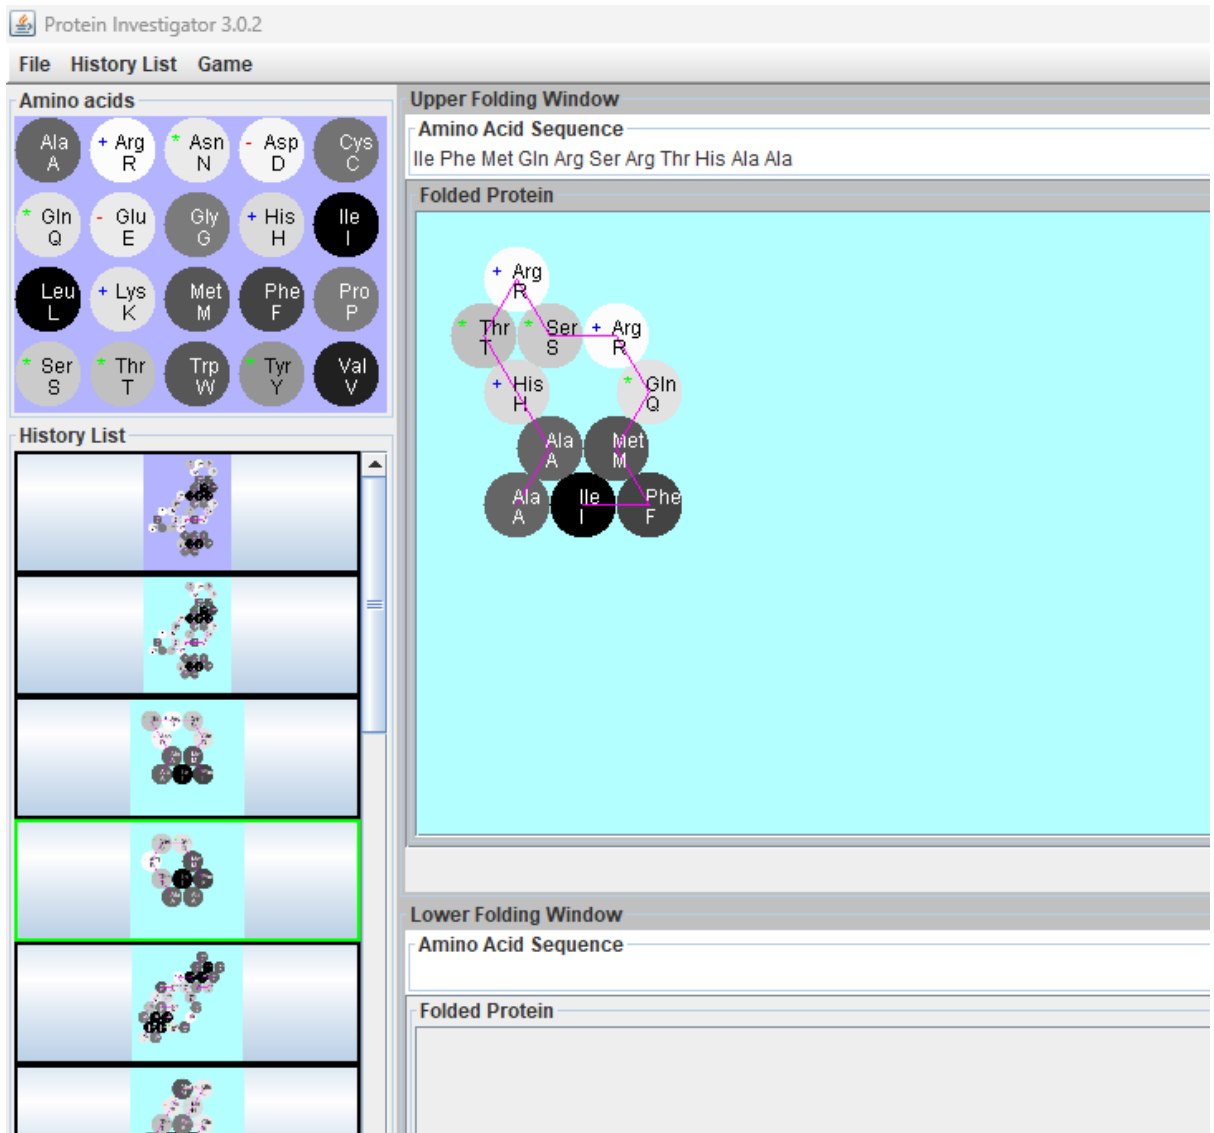 Protein Investigator 3.0.2
File History List Game
Amino acids
Ala + Arg * Asn - Asp Cys
A R N D C
* Gln - Glu Gly + His Ile
Q E G H I
Leu + Lys Met Phe Pro
L K M F P
* Ser * Thr Trp * Tyr Val
S T W Y V
History List
Upper Folding Window
Amino Acid Sequence
Ile Phe Met Gln Arg Ser Arg Thr His Ala Ala
Folded Protein
+ Arg
R
* Thr * Ser + Arg
T S R
+ His * Gln
H Q
Ala Met
A M
Ala Ile Phe
A I F
Lower Folding Window
Amino Acid Sequence
Folded Protein